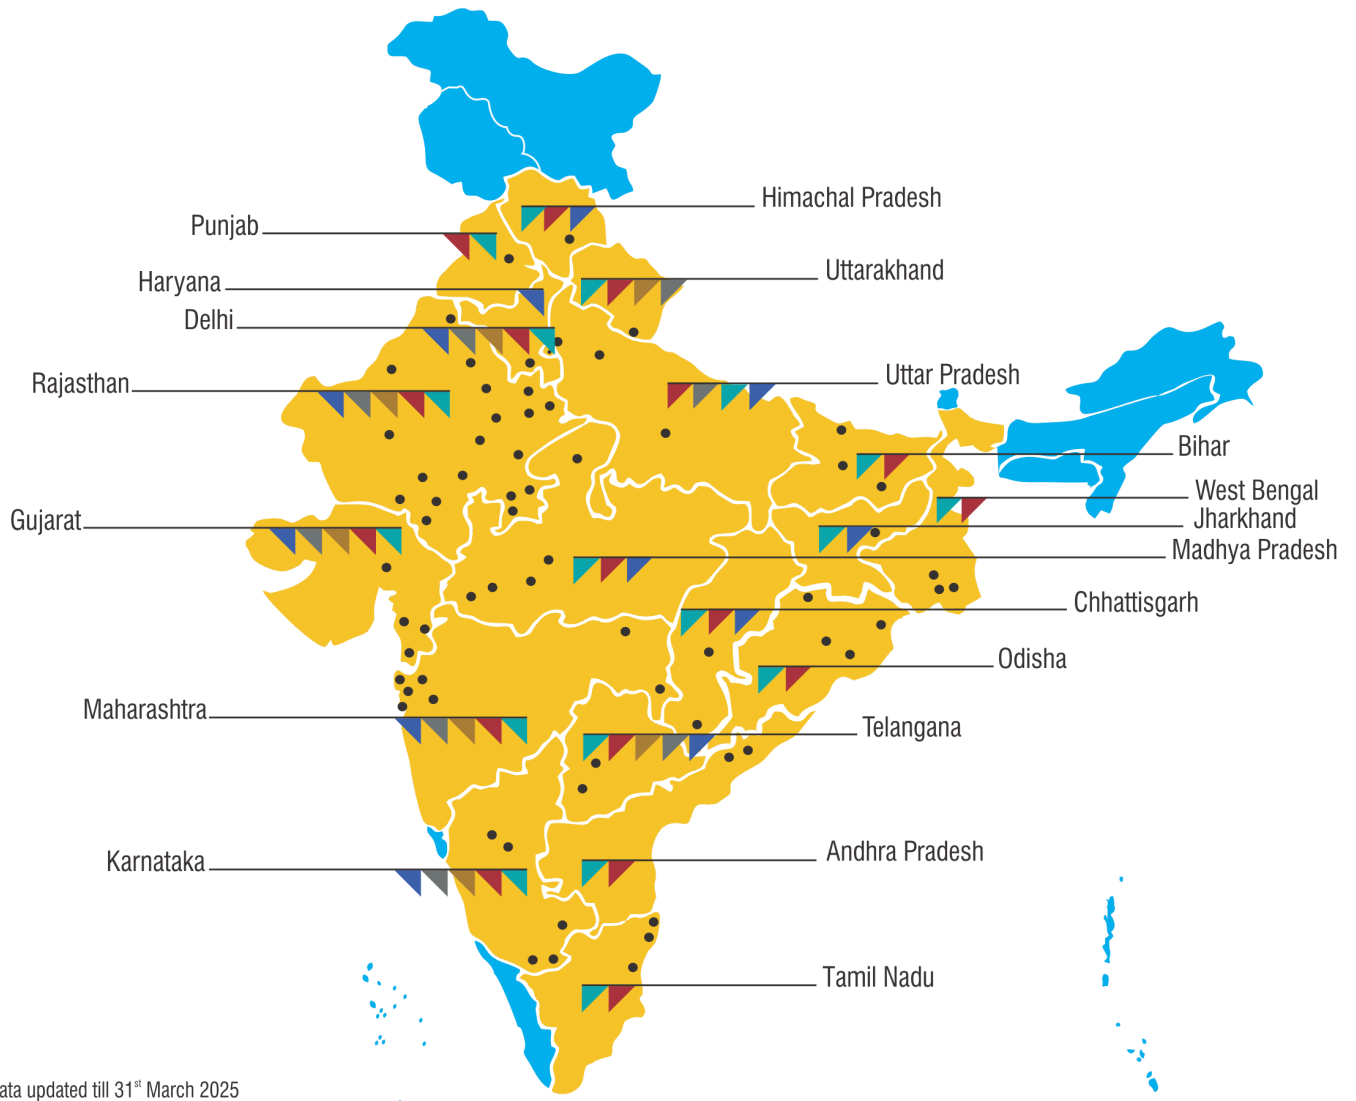 Himachal Pradesh
Punjab
Uttarakhand
Haryana
Delhi
Rajasthan
Uttar Pradesh
Bihar
West Bengal
Gujarat
Jharkhand
Madhya Pradesh
Chhattisgarh
Odisha
Maharashtra
Telangana
Andhra Pradesh
Karnataka
Tamil Nadu
ata updated till 31st March 2025